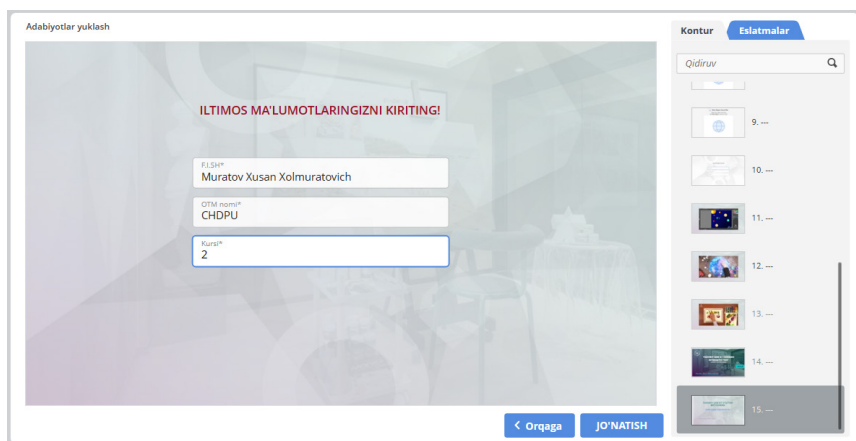 Adabiyotlar yuklash
ILTIMOS MA'LUMOTLARINGIZNI KIRITING!
F.I.SH*
Muratov Xusan Xolmuratovich
OTM nomi*
CHDPU
Kursi*
2
Orqaga
JO'NATISH
Kontur
Eslatmalar
Qidiruv
9. ---
10. ---
11. ---
12. ---
13. ---
14. ---
15. ---